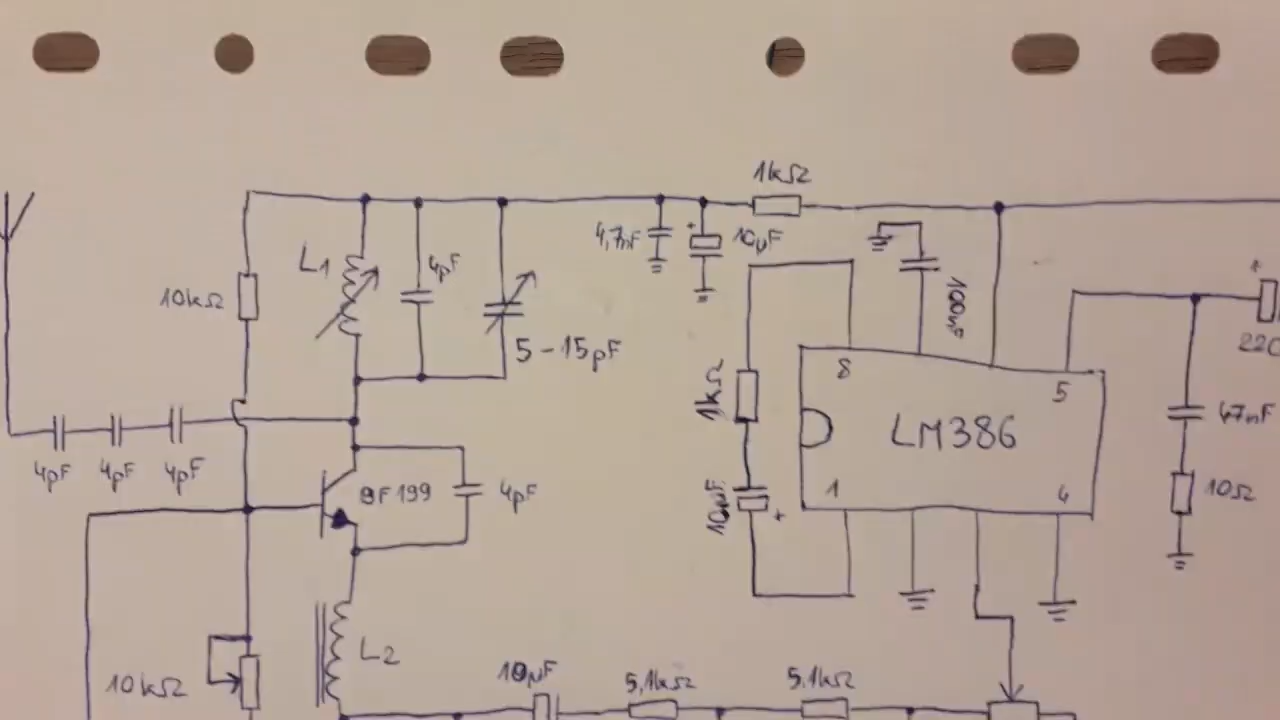 1kΩ
4,7nF
+
10μF
L1
4pF
10kΩ
5-15pF
100nF
+
220
8
5
1kΩ
LM386
47nF
4pF
4pF
4pF
BF199
4pF
10μF
+
1
4
10Ω
L2
10kΩ
10μF
5,1kΩ
5,1kΩ